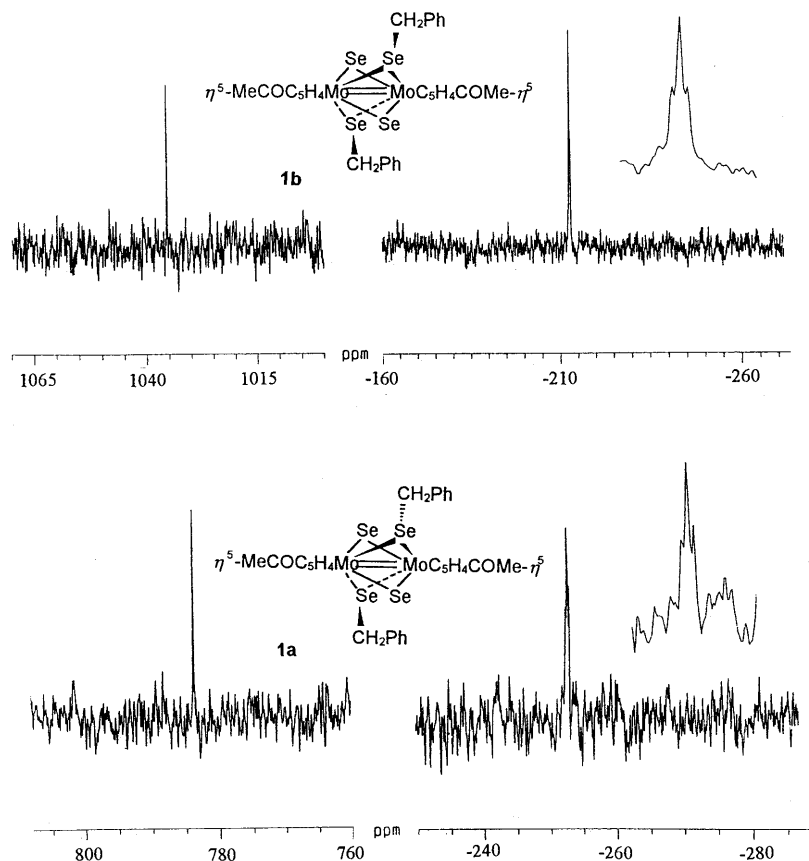 CH₂Ph
Se Se
η⁵-MeCOC₅H₄Mo MoC₅H₄COMe-η⁵
Se Se
CH₂Ph
1b
ppm
1065 1040 1015 -160 -210 -260
CH₂Ph
Se Se
η⁵-MeCOC₅H₄Mo MoC₅H₄COMe-η⁵
Se Se
CH₂Ph
1a
ppm
800 780 760 -240 -260 -280